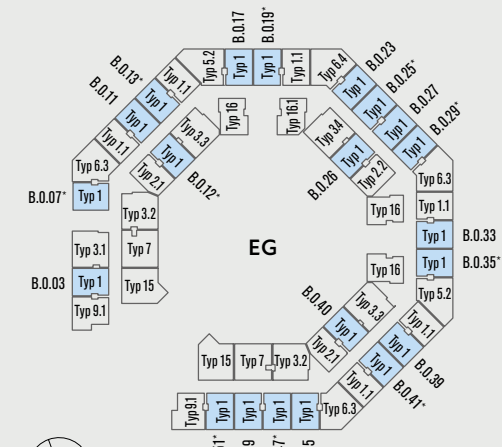 B.0.17
B.0.19*
B.0.13*
B.0.11
B.0.23
B.0.25*
B.0.27
B.0.29*
Typ 5.2
Typ 1
Typ 1
Typ 1.1
Typ 6.4
Typ 1.1
Typ 1
Typ 1
Typ 1.1
Typ 6.3
B.0.07*
Typ 1
Typ 1
Typ 1
Typ 1
Typ 1
Typ 6.3
Typ 1.1
Typ 16
Typ 16.1
Typ 3.3
Typ 1
Typ 2.1
B.0.12*
Typ 3.4
Typ 1
Typ 2.2
B.0.26
Typ 16
Typ 3.2
Typ 7
Typ 15
EG
Typ 1
B.0.33
Typ 1
B.0.35*
Typ 5.2
Typ 16
Typ 3.1
B.0.03
Typ 1
Typ 9.1
B.0.40
Typ 3.3
Typ 1
Typ 2.1
Typ 1.1
Typ 1
B.0.39
Typ 1
B.0.41*
Typ 1.1
Typ 15
Typ 7
Typ 3.2
Typ 9.1
Typ 1
Typ 1
Typ 1
Typ 1
Typ 6.3